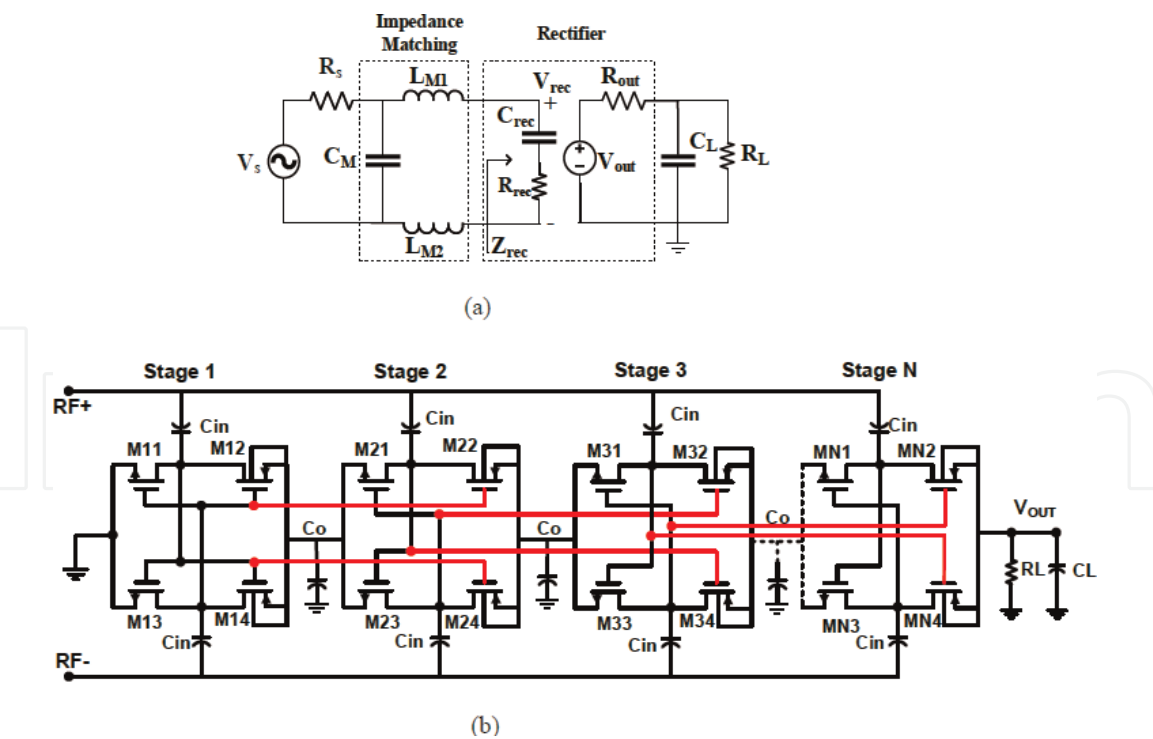 Impedance
Matching
Rectifier
Rs
LM1
Vrec
+
Rout
Crec
Vs
CM
Rrec
+
-
Vout
CL
RL
LM2
-
Zrec
(a)
Stage 1
Stage 2
Stage 3
Stage N
RF+
Cin
Cin
Cin
Cin
M11
M12
M21
M22
M31
M32
MN1
MN2
Co
Co
Co
VOUT
RL
CL
M13
M14
M23
M24
M33
M34
MN3
MN4
Cin
Cin
Cin
Cin
RF-
(b)